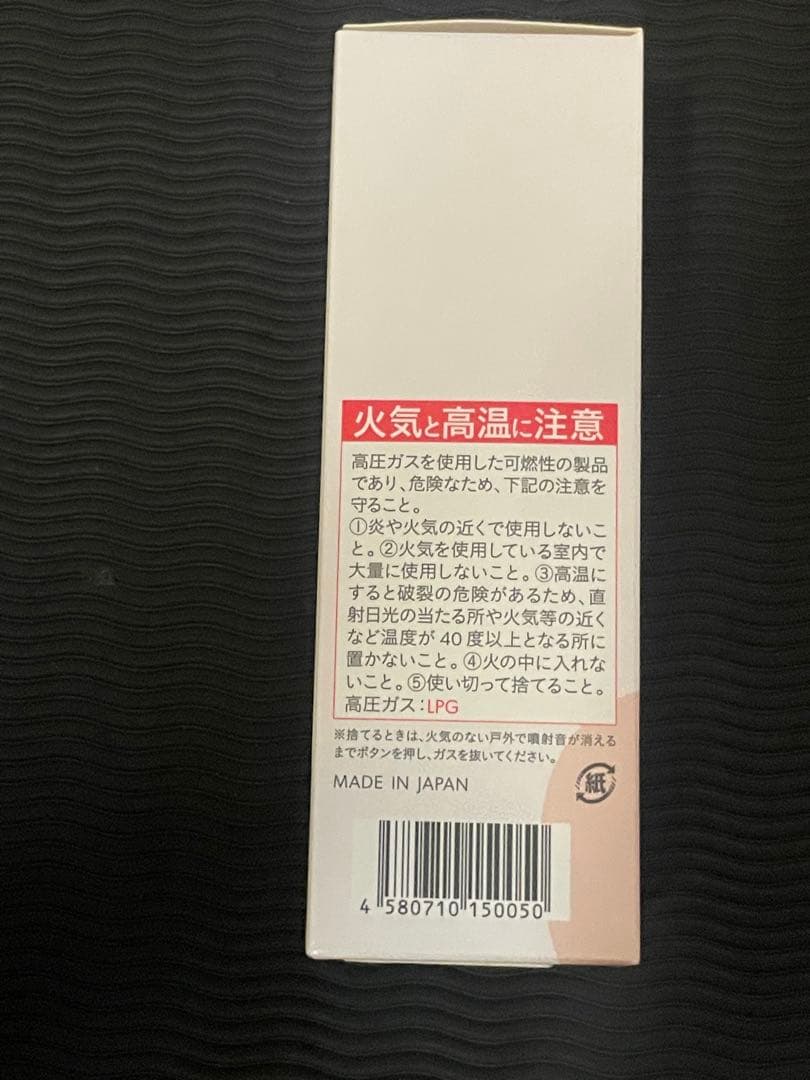 火気と高温に注意
高圧ガスを使用した可燃性の製品
であり、危険なため、下記の注意を
守ること。
①炎や火気の近くで使用しないこ
と。②火気を使用している室内で
大量に使用しないこと。③高温に
すると破裂の危険があるため、直
射日光の当たる所や火気等の近く
など温度が 40 度以上となる所に
置かないこと。④火の中に入れな
いこと。⑤使い切って捨てること。
高圧ガス：LPG
※捨てるときは、火気のない戸外で噴射音が消える
までボタンを押し、ガスを抜いてください。
MADE IN JAPAN
紙
4 580710 150050